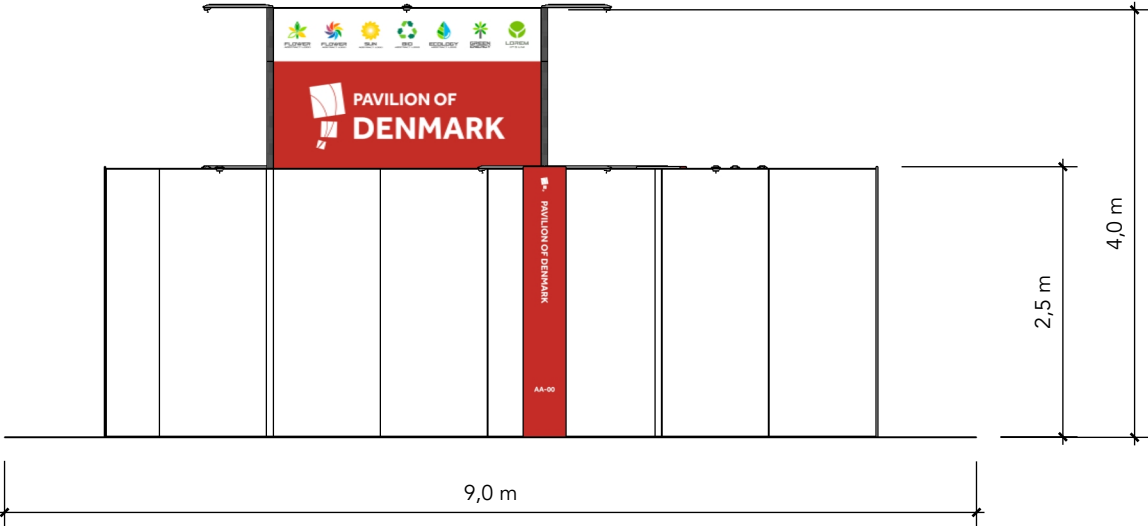 FLOWER
FLOWER
SUN
BIO
ECOLOGY
GREEN
LOREM
PAVILION OF
DENMARK
PAVILION OF DENMARK
AA-00
2,5 m
4,0 m
9,0 m